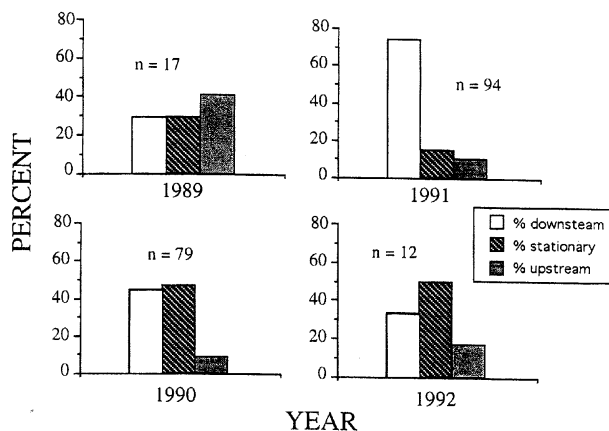 80
60
40
20
0
n = 17
1989
80
60
40
20
0
n = 94
1991
PERCENT
80
60
40
20
0
n = 79
1990
80
60
40
20
0
n = 12
1992
% downsteam
% stationary
% upstream
YEAR